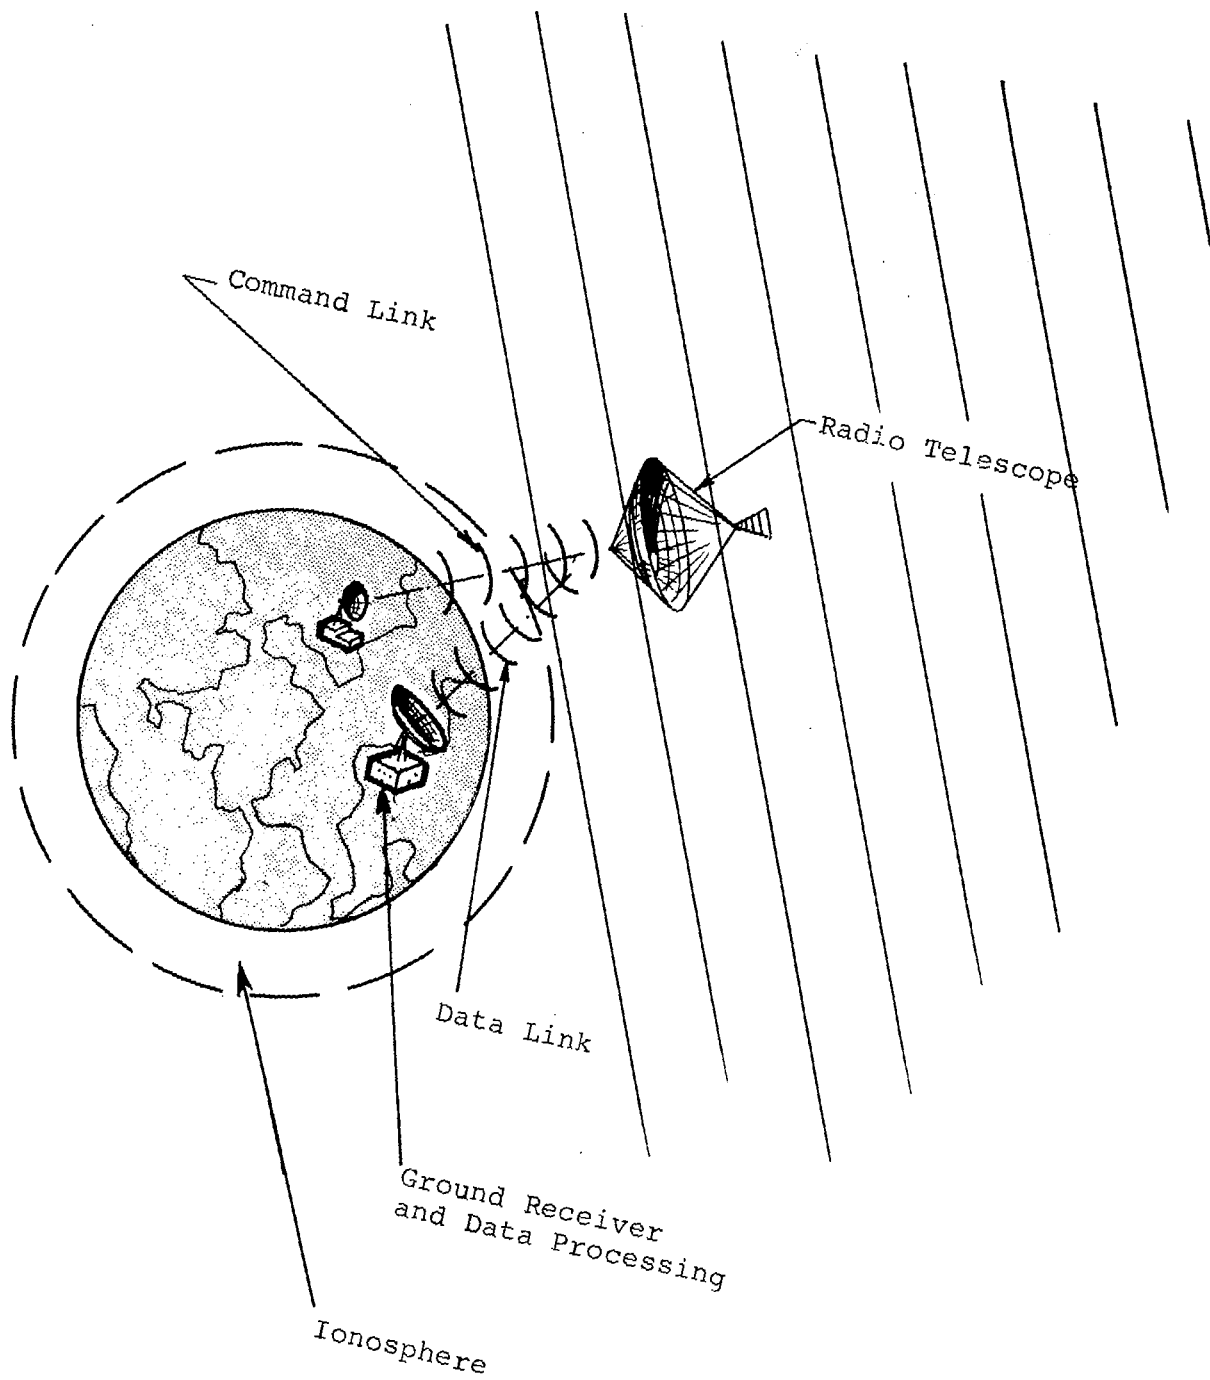 Command Link
Radio Telescope
Data Link
Ground Receiver
and Data Processing
Ionosphere